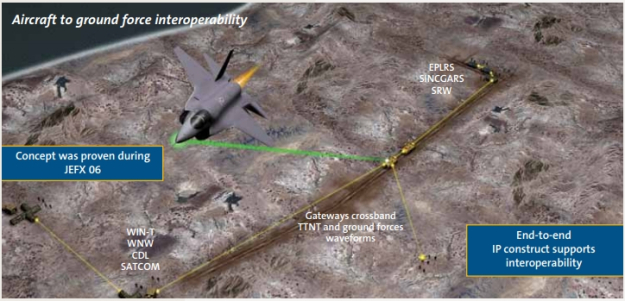 Aircraft to ground force interoperability
EPLRS
SINCGARS
SRW
Concept was proven during
JEFX 06
Gateways crossband
TTNT and ground forces
waveforms
WIN-T
WNW
CDL
SATCOM
End-to-end
IP construct supports
interoperability